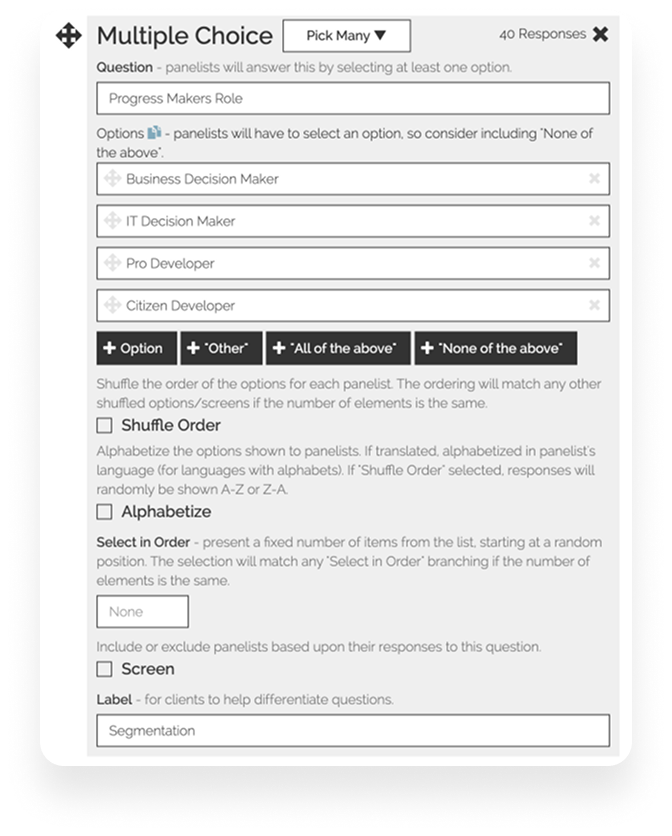 Multiple Choice Pick Many ▼ 40 Responses
Question - panelists will answer this by selecting at least one option.
Progress Makers Role
Options - panelists will have to select an option, so consider including "None of
the above".
Business Decision Maker
IT Decision Maker
Pro Developer
Citizen Developer
+ Option + "Other" + "All of the above" + "None of the above"
Shuffle the order of the options for each panelist. The ordering will match any other
shuffled options/screens if the number of elements is the same.
Shuffle Order
Alphabetize the options shown to panelists. If translated, alphabetized in panelist's
language (for languages with alphabets). If "Shuffle Order" selected, responses will
randomly be shown A-Z or Z-A.
Alphabetize
Select in Order - present a fixed number of items from the list, starting at a random
position. The selection will match any "Select in Order" branching if the number of
elements is the same.
None
Include or exclude panelists based upon their responses to this question.
Screen
Label - for clients to help differentiate questions.
Segmentation